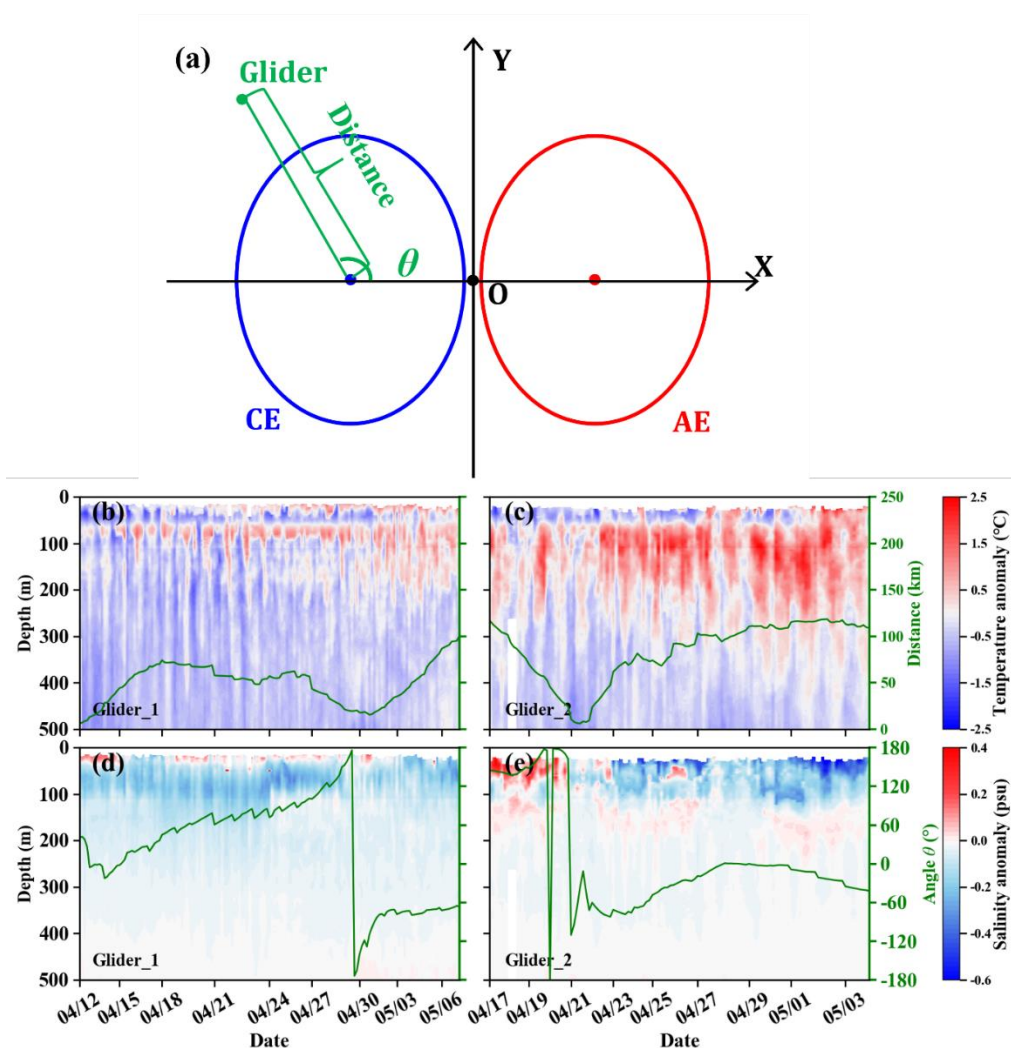 (a)
Y
Glider
Distance
θ
X
O
CE
AE
0
100
200
300
400
500
Depth (m)
(b)
Glider_1
(c)
Glider_2
250
200
150
100
50
0
Distance (km)
2.5
1.5
0.5
-0.5
-1.5
-2.5
Temperature anomaly (°C)
0
100
200
300
400
500
Depth (m)
(d)
Glider_1
(e)
Glider_2
180
120
60
0
-60
-120
-180
Angle θ (°)
0.4
0.2
0.0
-0.2
-0.4
-0.6
Salinity anomaly (psu)
04/12 04/15 04/18 04/21 04/24 04/27 04/30 05/03 05/06
04/17 04/19 04/21 04/23 04/25 04/27 04/29 05/01 05/03
Date
Date